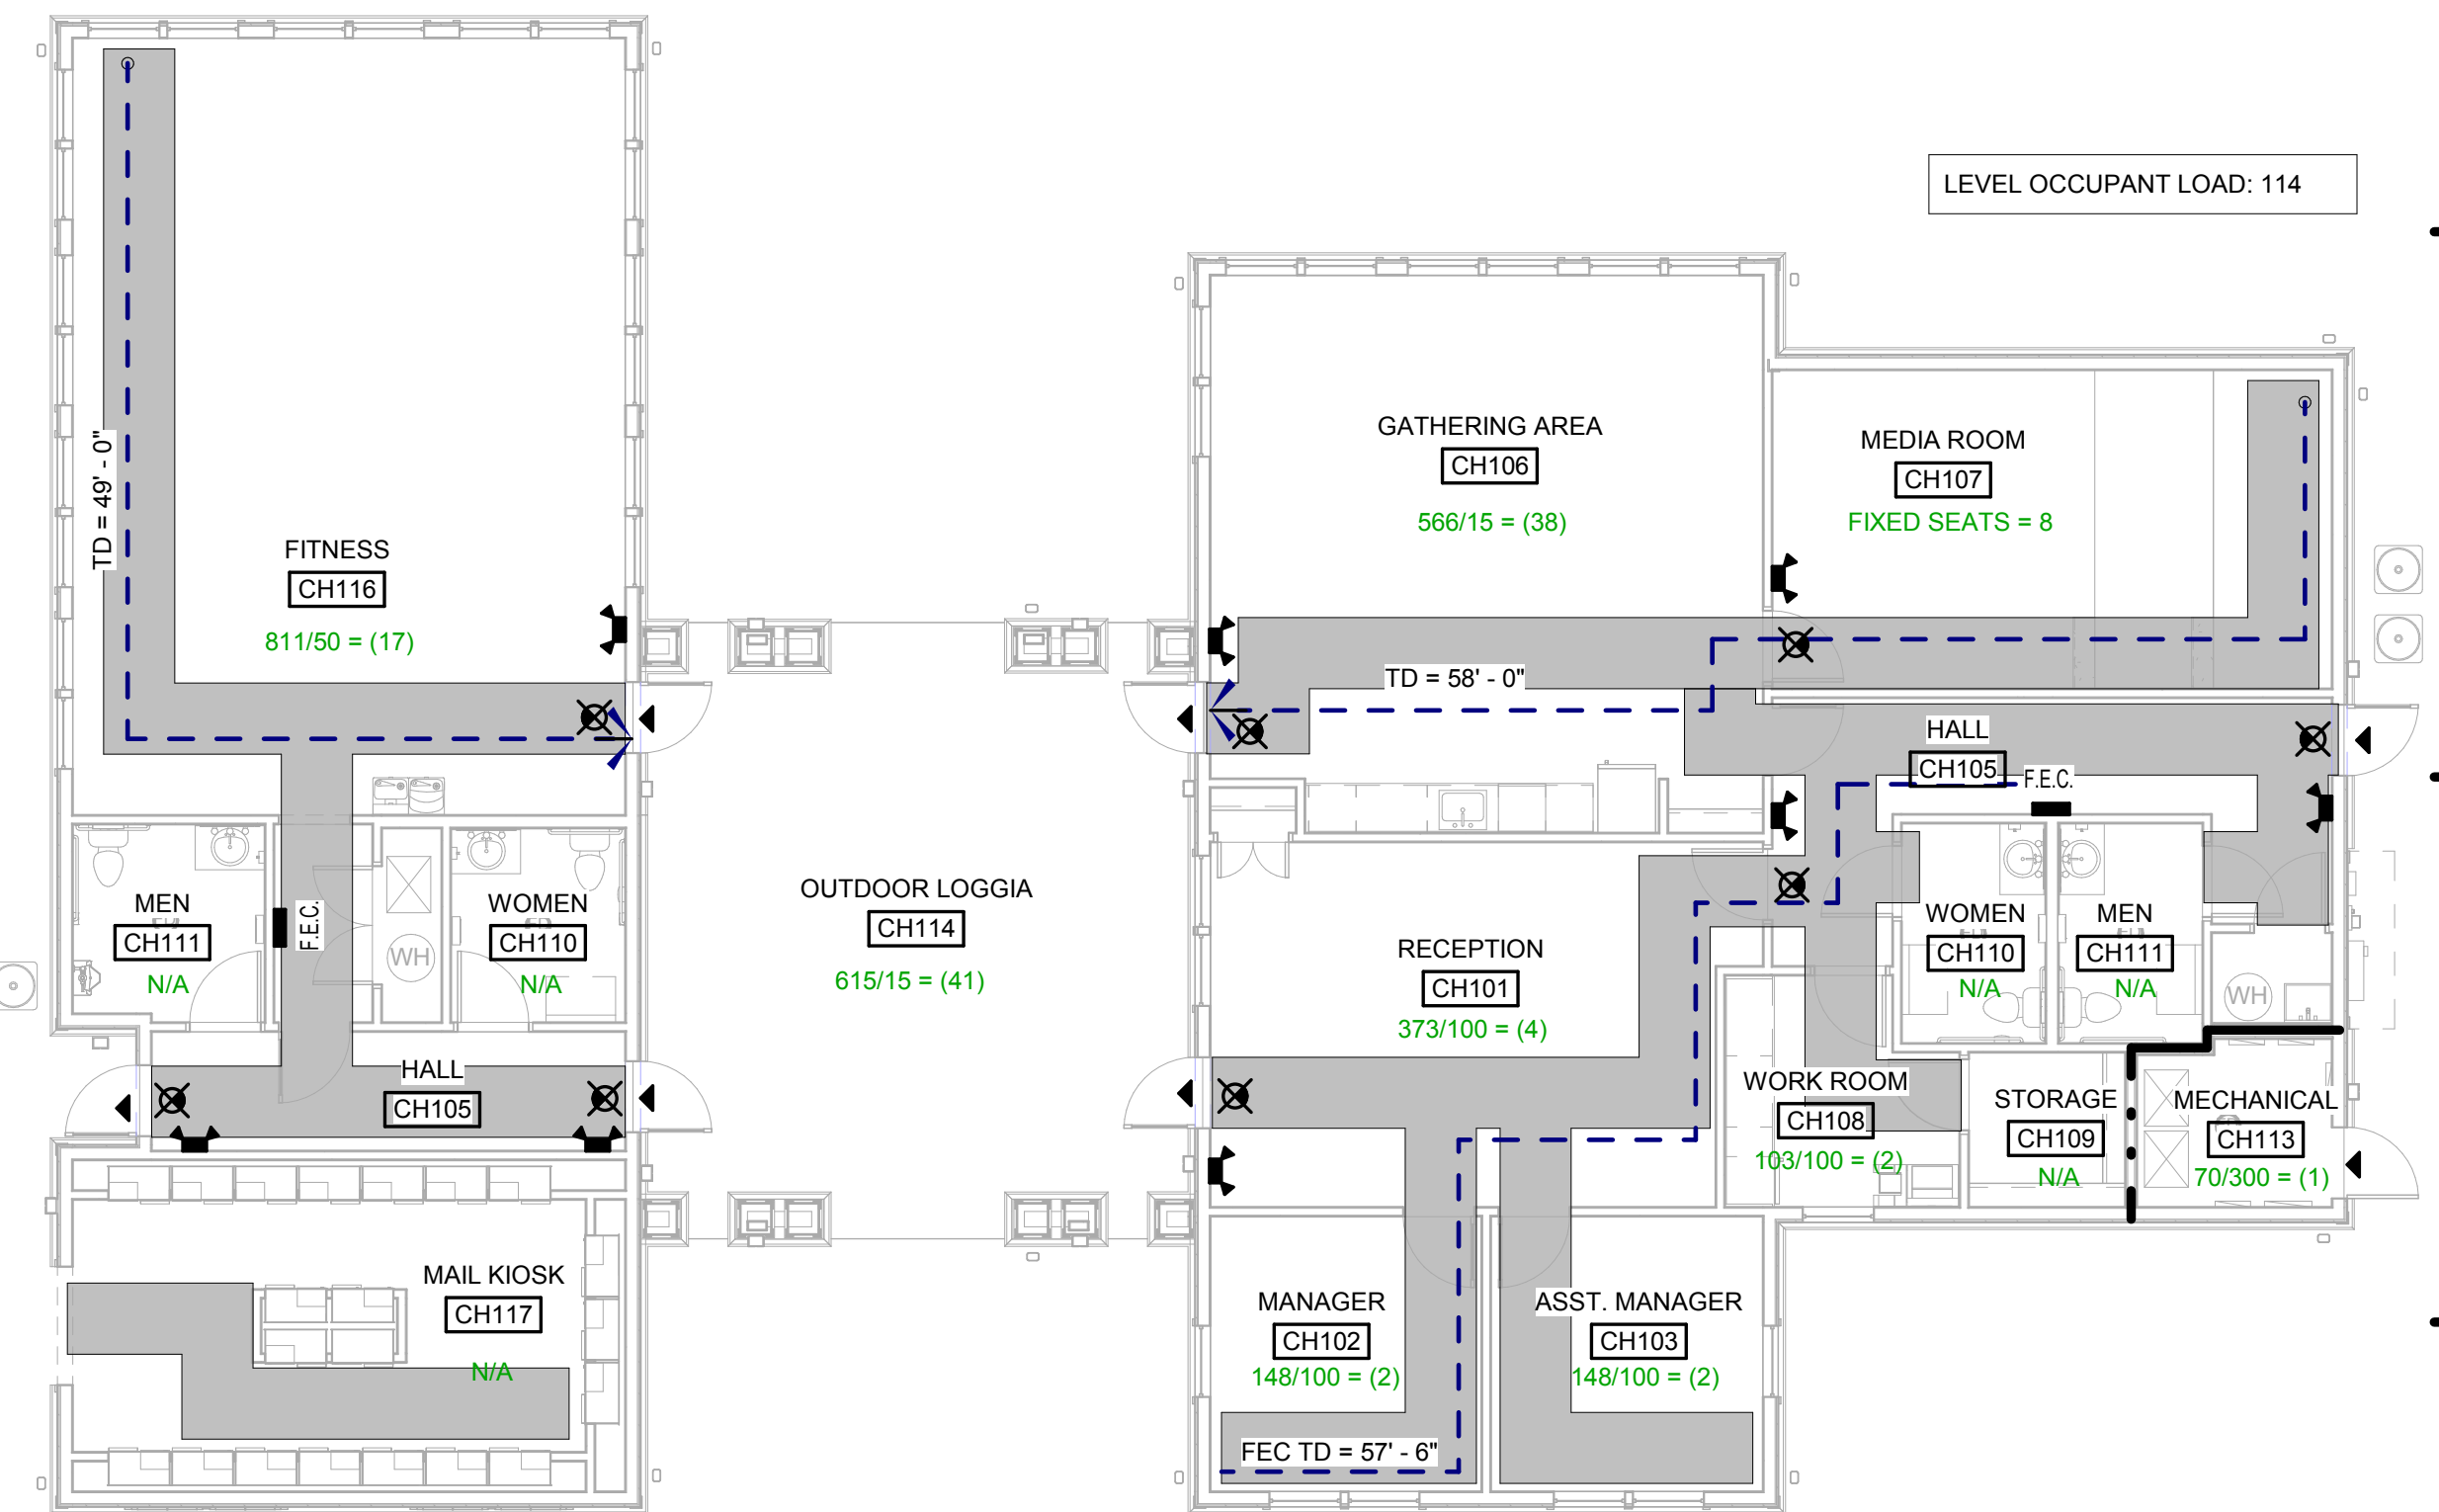 LEVEL OCCUPANT LOAD: 114
TD = 49' - 0"
FITNESS
CH116
811/50 = (17)
GATHERING AREA
CH106
566/15 = (38)
MEDIA ROOM
CH107
FIXED SEATS = 8
TD = 58' - 0"
HALL
CH105
F.E.C.
MEN
CH111
N/A
F.E.C.
WH
WOMEN
CH110
N/A
OUTDOOR LOGGIA
CH114
615/15 = (41)
RECEPTION
CH101
373/100 = (4)
WOMEN
CH110
N/A
MEN
CH111
N/A
WH
HALL
CH105
WORK ROOM
CH108
103/100 = (2)
STORAGE
CH109
N/A
MECHANICAL
CH113
70/300 = (1)
MAIL KIOSK
CH117
N/A
MANAGER
CH102
148/100 = (2)
ASST. MANAGER
CH103
148/100 = (2)
FEC TD = 57' - 6"